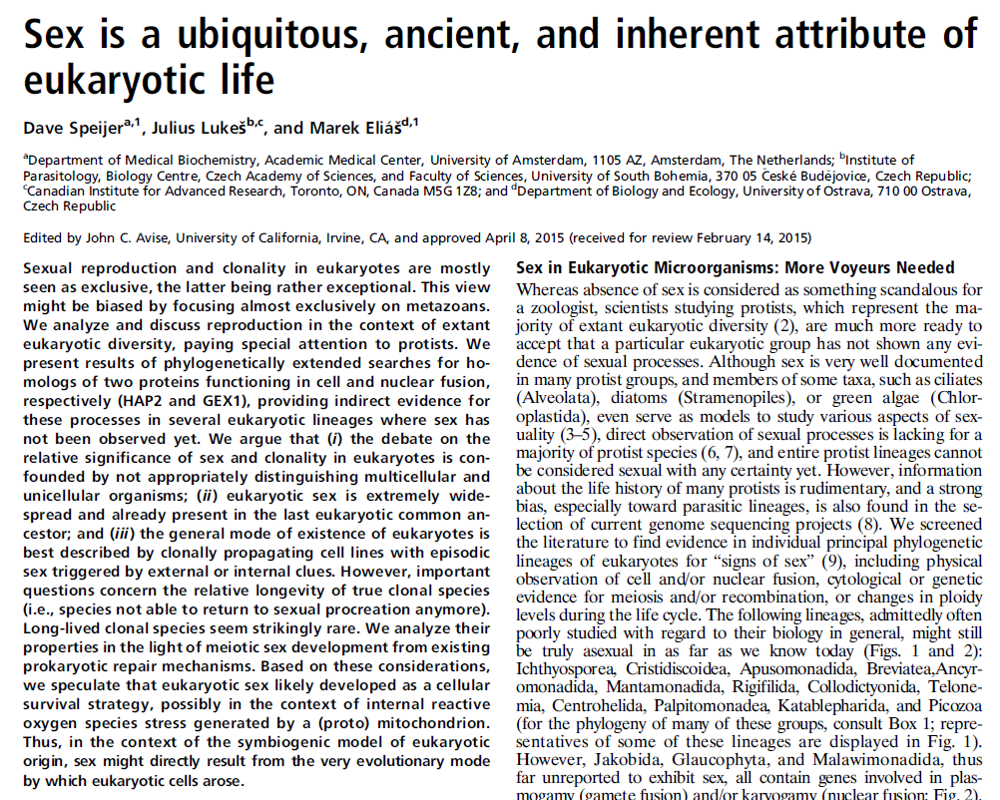 Sex is a ubiquitous, ancient, and inherent attribute of
eukaryotic life
Dave Speijera,1, Julius Lukešb,c, and Marek Eliášd,1
aDepartment of Medical Biochemistry, Academic Medical Center, University of Amsterdam, 1105 AZ, Amsterdam, The Netherlands; bInstitute of
Parasitology, Biology Centre, Czech Academy of Sciences, and Faculty of Sciences, University of South Bohemia, 370 05 České Budějovice, Czech Republic;
cCanadian Institute for Advanced Research, Toronto, ON, Canada M5G 1Z8; and dDepartment of Biology and Ecology, University of Ostrava, 710 00 Ostrava,
Czech Republic
Edited by John C. Avise, University of California, Irvine, CA, and approved April 8, 2015 (received for review February 14, 2015)
Sexual reproduction and clonality in eukaryotes are mostly
seen as exclusive, the latter being rather exceptional. This view
might be biased by focusing almost exclusively on metazoans.
We analyze and discuss reproduction in the context of extant
eukaryotic diversity, paying special attention to protists. We
present results of phylogenetically extended searches for ho-
mologs of two proteins functioning in cell and nuclear fusion,
respectively (HAP2 and GEX1), providing indirect evidence for
these processes in several eukaryotic lineages where sex has
not been observed yet. We argue that (i) the debate on the
relative significance of sex and clonality in eukaryotes is con-
founded by not appropriately distinguishing multicellular and
unicellular organisms; (ii) eukaryotic sex is extremely wide-
spread and already present in the last eukaryotic common an-
cestor; and (iii) the general mode of existence of eukaryotes is
best described by clonally propagating cell lines with episodic
sex triggered by external or internal clues. However, important
questions concern the relative longevity of true clonal species
(i.e., species not able to return to sexual procreation anymore).
Long-lived clonal species seem strikingly rare. We analyze their
properties in the light of meiotic sex development from existing
prokaryotic repair mechanisms. Based on these considerations,
we speculate that eukaryotic sex likely developed as a cellular
survival strategy, possibly in the context of internal reactive
oxygen species stress generated by a (proto) mitochondrion.
Thus, in the context of the symbiogenic model of eukaryotic
origin, sex might directly result from the very evolutionary mode
by which eukaryotic cells arose.
Sex in Eukaryotic Microorganisms: More Voyeurs Needed
Whereas absence of sex is considered as something scandalous for
a zoologist, scientists studying protists, which represent the ma-
jority of extant eukaryotic diversity (2), are much more ready to
accept that a particular eukaryotic group has not shown any evi-
dence of sexual processes. Although sex is very well documented
in many protist groups, and members of some taxa, such as ciliates
(Alveolata), diatoms (Stramenopiles), or green algae (Chlor-
oplastida), even serve as models to study various aspects of sex-
uality (3–5), direct observation of sexual processes is lacking for a
majority of protist species (6, 7), and entire protist lineages cannot
be considered sexual with any certainty yet. However, information
about the life history of many protists is rudimentary, and a strong
bias, especially toward parasitic lineages, is also found in the se-
lection of current genome sequencing projects (8). We screened
the literature to find evidence in individual principal phylogenetic
lineages of eukaryotes for “signs of sex” (9), including physical
observation of cell and/or nuclear fusion, cytological or genetic
evidence for meiosis and/or recombination, or changes in ploidy
levels during the life cycle. The following lineages, admittedly often
poorly studied with regard to their biology in general, might still
be truly asexual in as far as we know today (Figs. 1 and 2):
Ichthyosporea, Cristidiscoidea, Apusomonadida, Breviatea,Ancyr-
omonadida, Mantamonadida, Rigifilida, Collodictyonida, Telone-
mia, Centrohelida, Palpitomonadea, Katablepharida, and Picozoa
(for the phylogeny of many of these groups, consult Box 1; repre-
sentatives of some of these lineages are displayed in Fig. 1).
However, Jakobida, Glaucophyta, and Malawimonadida, thus
far unreported to exhibit sex, all contain genes involved in plas-
mogamy (gamete fusion) and/or karyogamy (nuclear fusion; Fig. 2).